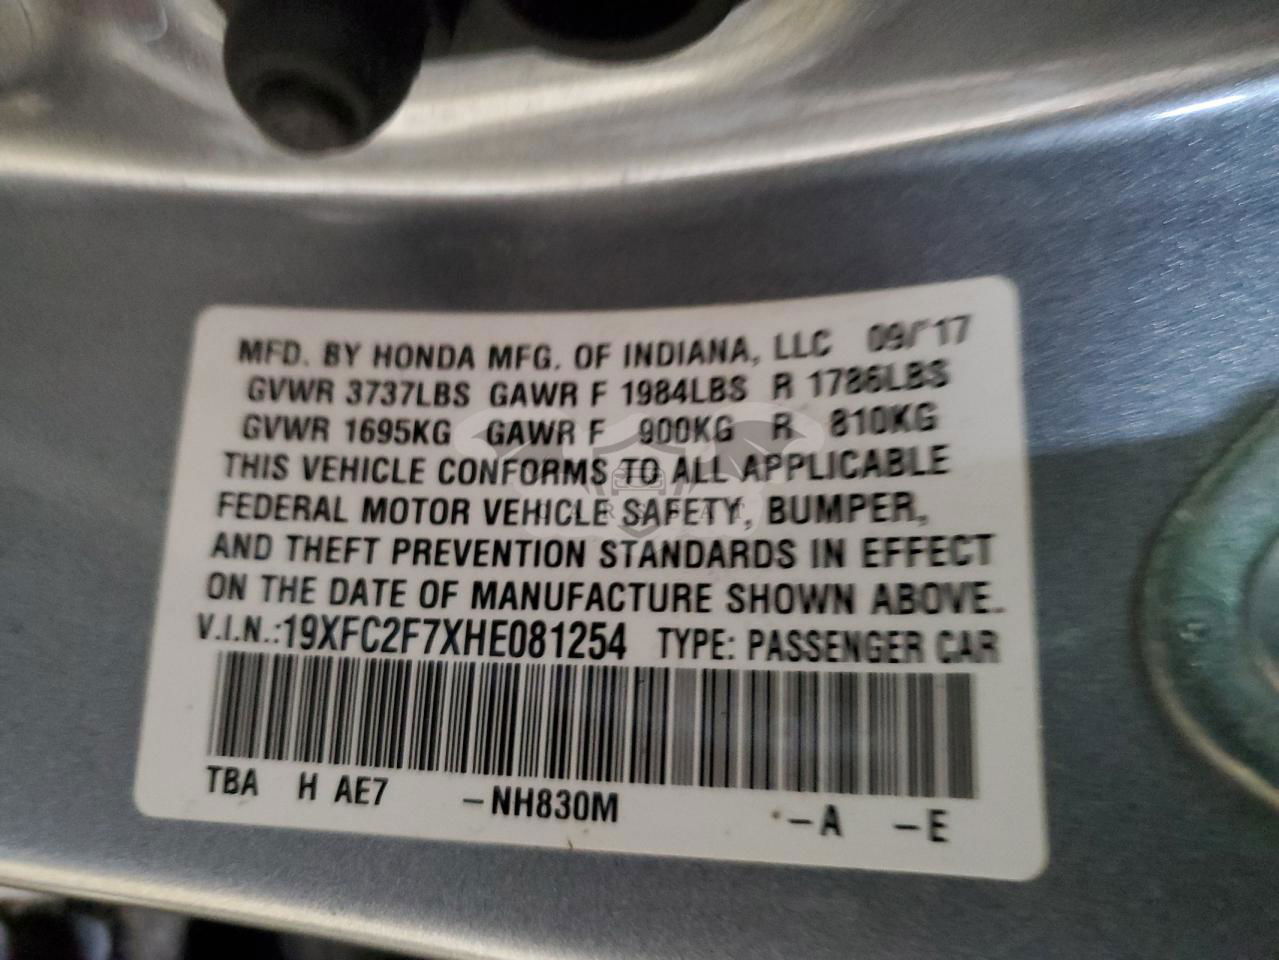 MFD. BY HONDA MFG. OF INDIANA, LLC 09/'17
GVWR 3737LBS GAWR F 1984LBS R 1786LBS
GVWR 1695KG GAWR F 900KG R 810KG
THIS VEHICLE CONFORMS TO ALL APPLICABLE
FEDERAL MOTOR VEHICLE SAFETY, BUMPER,
AND THEFT PREVENTION STANDARDS IN EFFECT
ON THE DATE OF MANUFACTURE SHOWN ABOVE.
V.I.N.:19XFC2F7XHE081254 TYPE: PASSENGER CAR
TBA H AE7 -NH830M -A -E